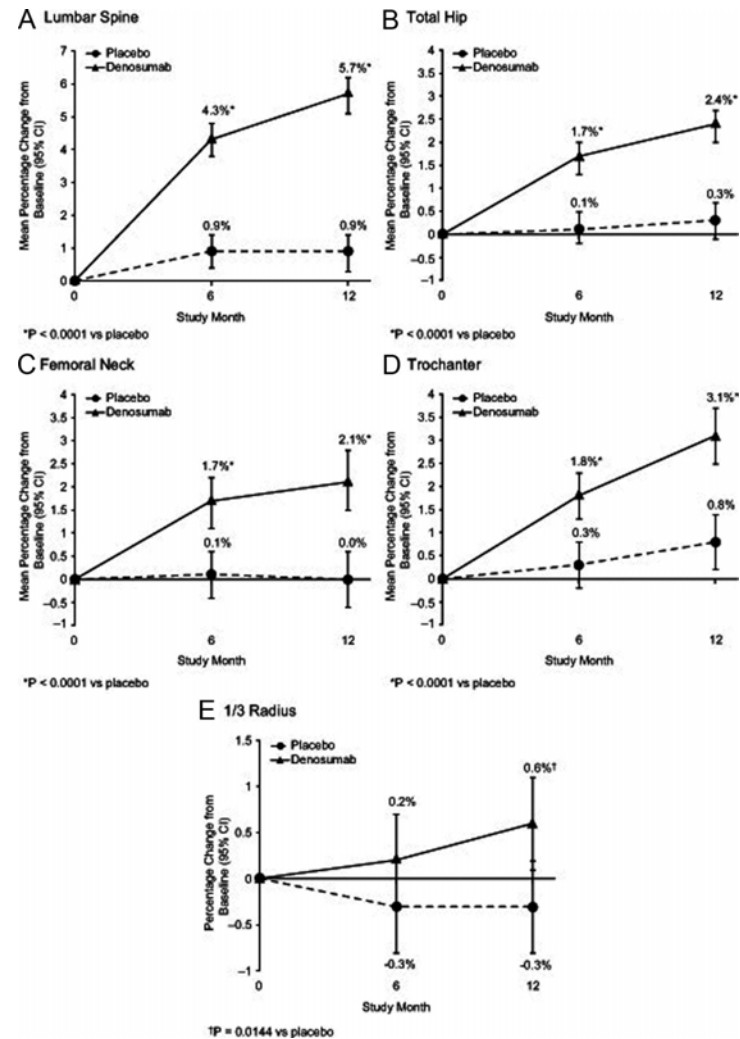 A Lumbar Spine
Placebo
Denosumab
Mean Percentage Change from
Baseline (95% CI)
7
6
5
4
3
2
1
0
4.3%*
5.7%*
0.9%
0.9%
0
6
12
Study Month
*P < 0.0001 vs placebo
B Total Hip
Placebo
Denosumab
Mean Percentage Change from
Baseline (95% CI)
4
3.5
3
2.5
2
1.5
1
0.5
0
–0.5
–1
1.7%*
2.4%*
0.1%
0.3%
0
6
12
Study Month
*P < 0.0001 vs placebo
C Femoral Neck
Placebo
Denosumab
Mean Percentage Change from
Baseline (95% CI)
4
3.5
3
2.5
2
1.5
1
0.5
0
–0.5
–1
1.7%*
2.1%*
0.1%
0.0%
0
6
12
Study Month
*P < 0.0001 vs placebo
D Trochanter
Placebo
Denosumab
Mean Percentage Change from
Baseline (95% CI)
4
3.5
3
2.5
2
1.5
1
0.5
0
–0.5
–1
1.8%*
3.1%*
0.3%
0.8%
0
6
12
Study Month
*P < 0.0001 vs placebo
E 1/3 Radius
Placebo
Denosumab
Percentage Change from
Baseline (95% CI)
1.5
1
0.5
0
–0.5
–1
0.2%
0.6%†
-0.3%
-0.3%
0
6
12
Study Month
†P = 0.0144 vs placebo